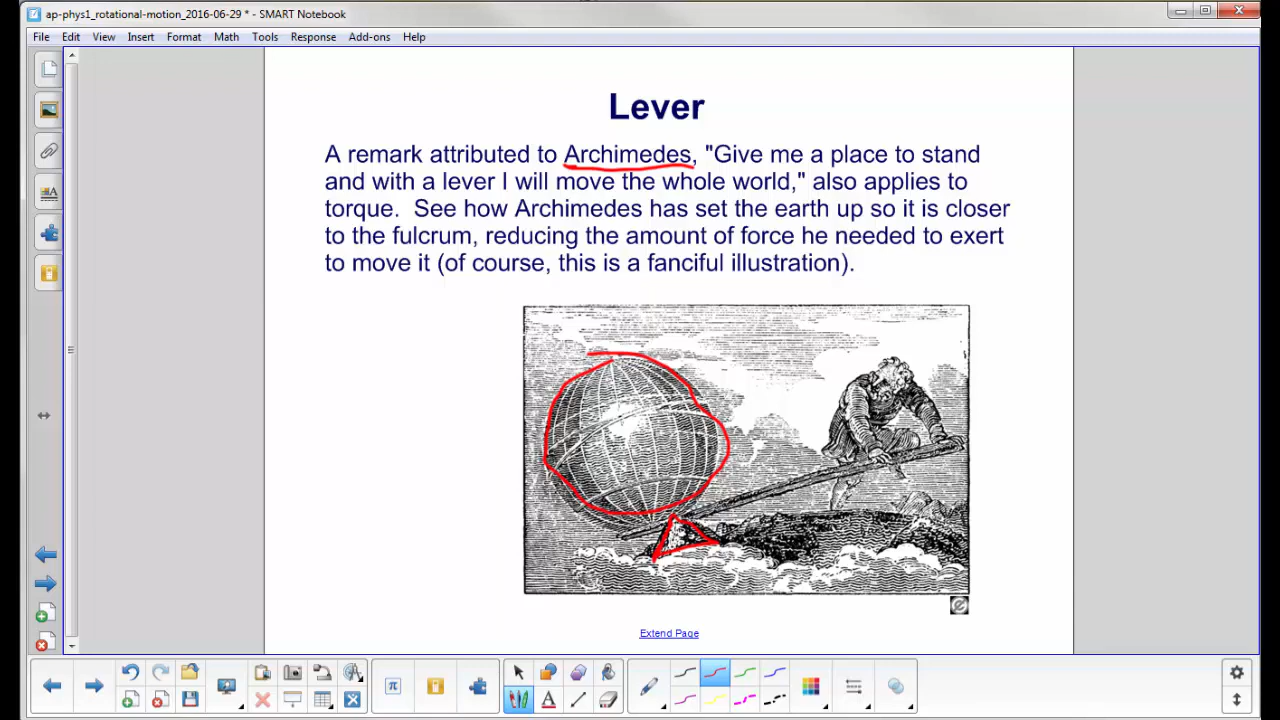 ap-phys1_rotational-motion_2016-06-29 * - SMART Notebook
File Edit View Insert Format Math Tools Response Add-ons Help
Lever
A remark attributed to Archimedes, "Give me a place to stand
and with a lever I will move the whole world," also applies to
torque. See how Archimedes has set the earth up so it is closer
to the fulcrum, reducing the amount of force he needed to exert
to move it (of course, this is a fanciful illustration).
Extend Page